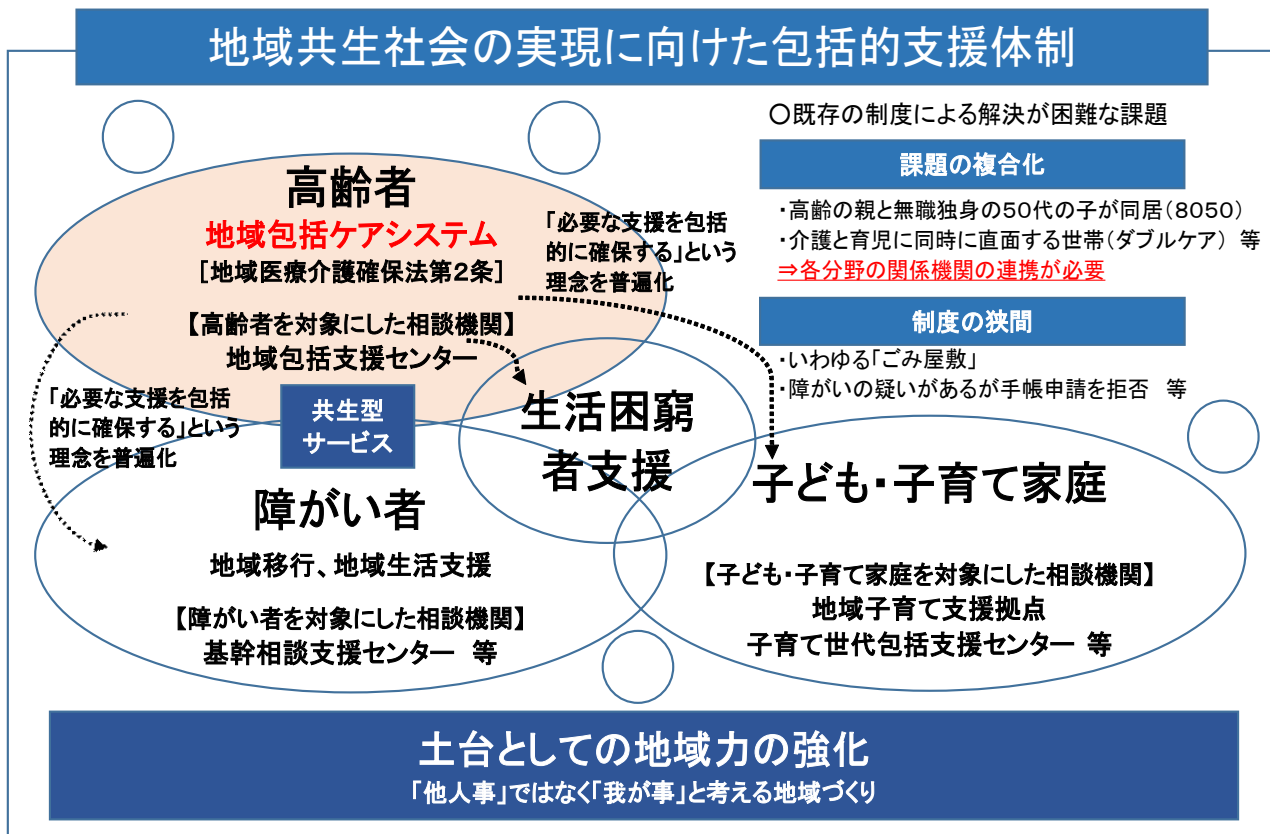 地域共生社会の実現に向けた包括的支援体制
〇既存の制度による解決が困難な課題
課題の複合化
・高齢の親と無職独身の50代の子が同居(8050)
・介護と育児に同時に直面する世帯(ダブルケア) 等
⇒各分野の関係機関の連携が必要
制度の狭間
・いわゆる「ごみ屋敷」
・障がいの疑いがあるが手帳申請を拒否 等
高齢者
地域包括ケアシステム
[地域医療介護確保法第2条]
【高齢者を対象にした相談機関】
地域包括支援センター
「必要な支援を包括
的に確保する」という
理念を普遍化
「必要な支援を包括
的に確保する」という
理念を普遍化
共生型
サービス
生活困窮
者支援
障がい者
地域移行、地域生活支援
【障がい者を対象にした相談機関】
基幹相談支援センター 等
子ども・子育て家庭
【子ども・子育て家庭を対象にした相談機関】
地域子育て支援拠点
子育て世代包括支援センター 等
土台としての地域力の強化
「他人事」ではなく「我が事」と考える地域づくり